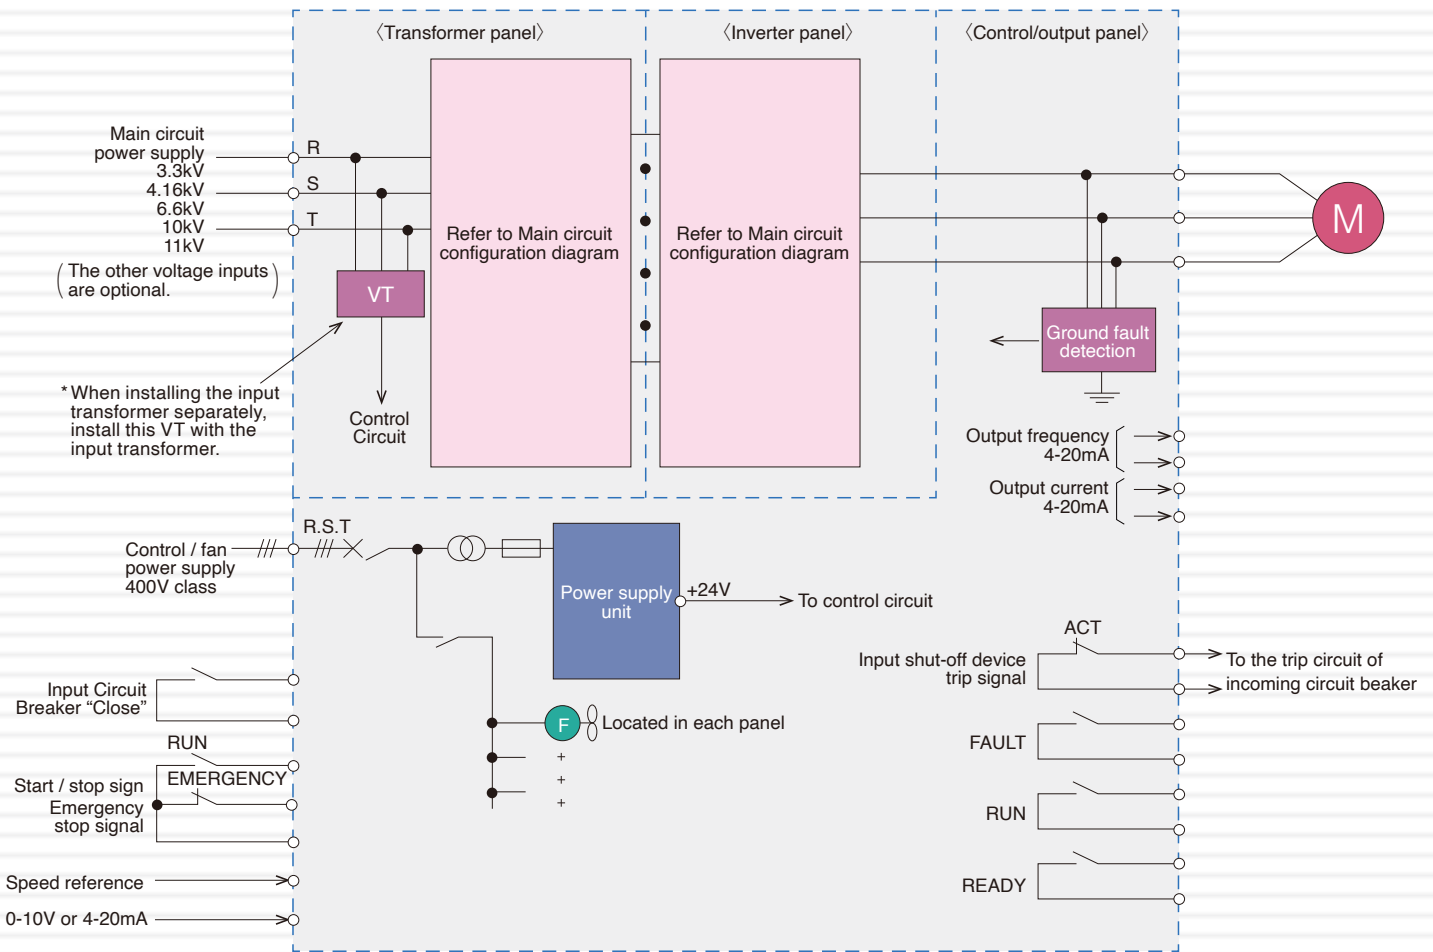 〈Transformer panel〉
〈Inverter panel〉
〈Control/output panel〉
Main circuit
power supply
3.3kV
4.16kV
6.6kV
10kV
11kV
(The other voltage inputs
are optional.)
R
S
T
VT
Refer to Main circuit
configuration diagram
Refer to Main circuit
configuration diagram
M
Ground fault
detection
* When installing the input
transformer separately,
install this VT with the
input transformer.
Control
Circuit
Output frequency
4-20mA
Output current
4-20mA
R.S.T
Control / fan
power supply
400V class
Power supply
unit
+24V
To control circuit
ACT
Input shut-off device
trip signal
To the trip circuit of
incoming circuit beaker
Input Circuit
Breaker “Close”
F
Located in each panel
+
+
+
FAULT
RUN
EMERGENCY
Start / stop sign
Emergency
stop signal
RUN
READY
Speed reference
0-10V or 4-20mA